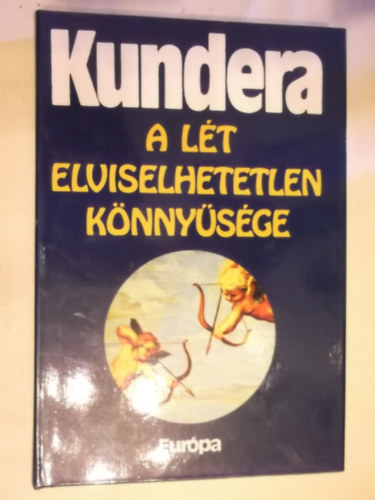 Kundera
A LÉT
ELVISELHETETLEN
KÖNNYŰSÉGE
Európa